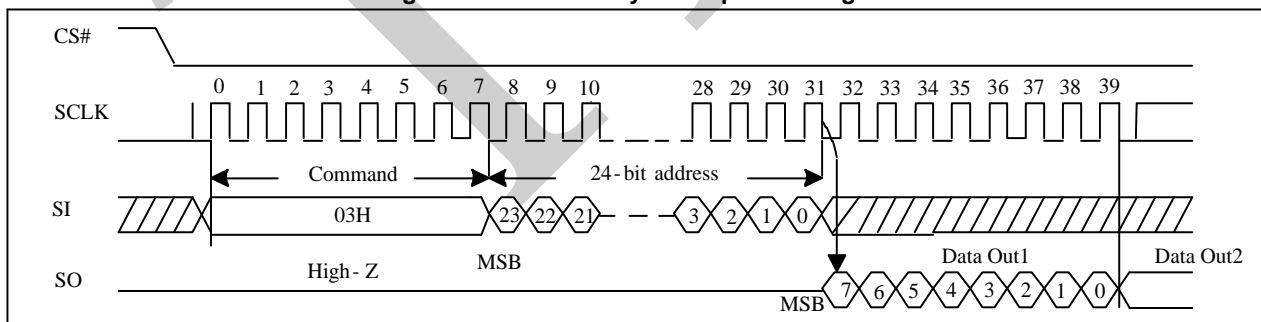 CS#
0 1 2 3 4 5 6 7 8 9 10 28 29 30 31 32 33 34 35 36 37 38 39
SCLK
Command 24-bit address
SI 03H 23 22 21 3 2 1 0
High-Z MSB Data Out1 Data Out2
SO MSB 7 6 5 4 3 2 1 0